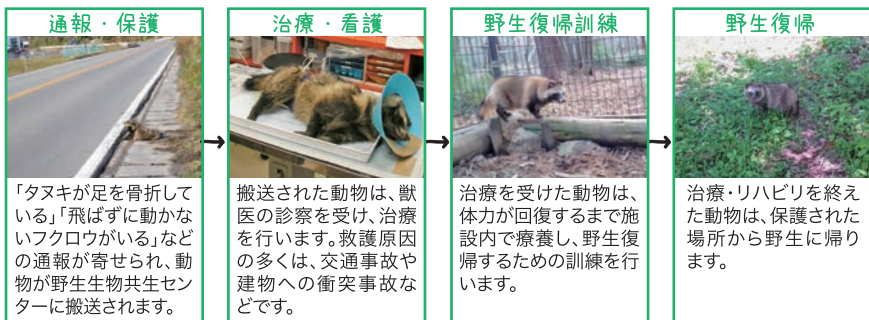 通報・保護
「タヌキが足を骨折して
いる」「飛ばずに動かな
いフクロウがいる」など
の通報が寄せられ、動
物が野生生物共生セン
ターに搬送されます。
治療・看護
搬送された動物は、獣
医の診察を受け、治療
を行います。救護原因
の多くは、交通事故や
建物への衝突事故な
どです。
野生復帰訓練
治療を受けた動物は、
体力が回復するまで施
設内で療養し、野生復
帰するための訓練を行
います。
野生復帰
治療・リハビリを終え
た動物は、保護された
場所から野生に帰り
ます。